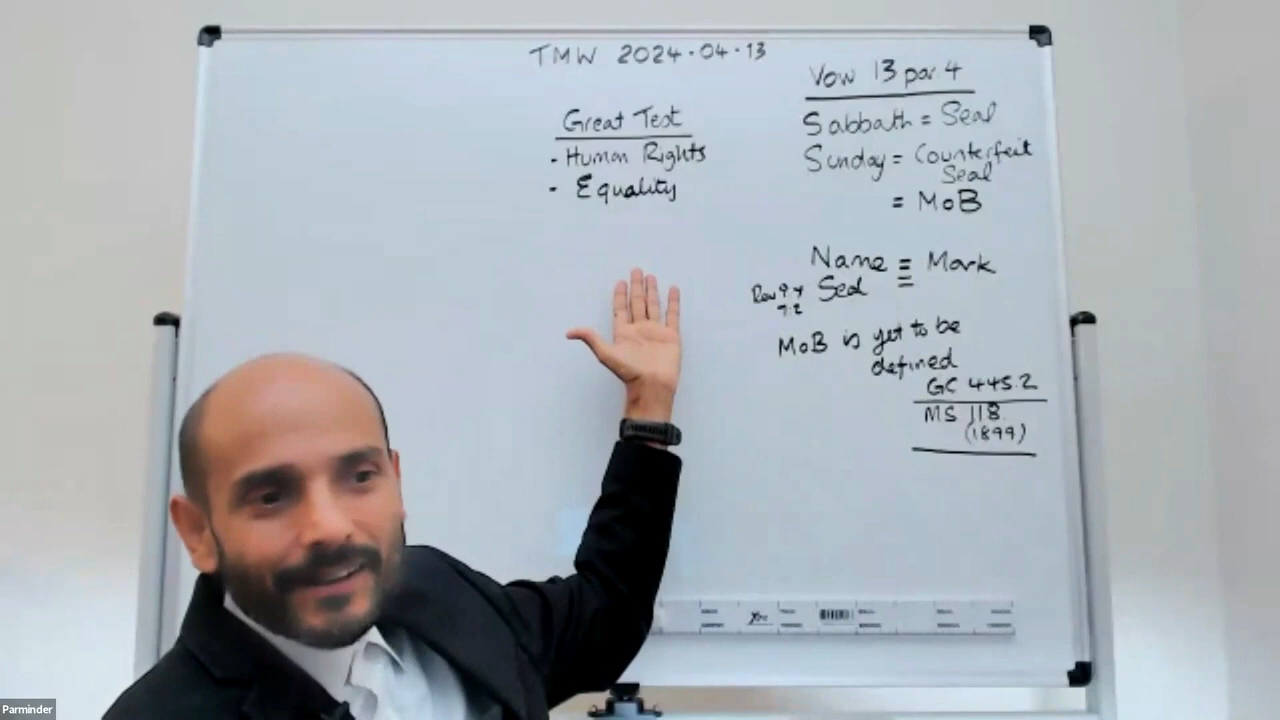 TMW 2024-04-13
Great Test
• Human Rights
• Equality
Vow 13 par. 4
Sabbath = Seal
Sunday = Counterfeit
Seal
= MoB
Name ≡ Mark
Rev 9:4 Seal =
7:2
MoB is yet to be
defined
GC 445.2
MS 118
(1899)
Parminder